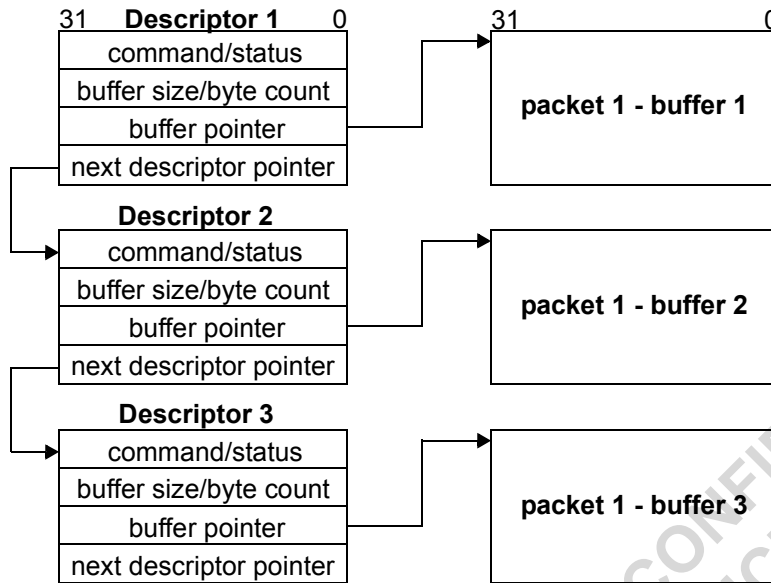 31 Descriptor 1 0
command/status
buffer size/byte count
buffer pointer
next descriptor pointer
31 0
packet 1 - buffer 1
Descriptor 2
command/status
buffer size/byte count
buffer pointer
next descriptor pointer
packet 1 - buffer 2
Descriptor 3
command/status
buffer size/byte count
buffer pointer
next descriptor pointer
packet 1 - buffer 3